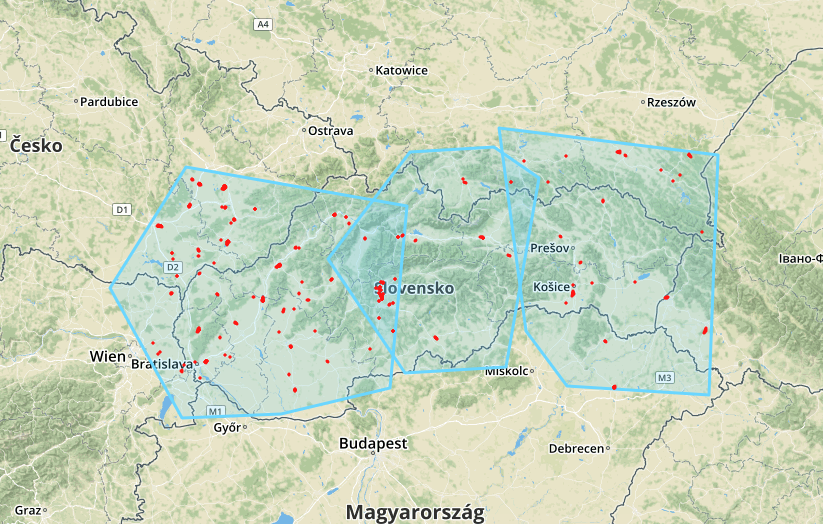 A4
Katowice
Pardubice
Rzeszów
Ostrava
Česko
D1
Prešov
Івано-Ф
D2
Slovensko
Košice
Wien
Bratislava
Miskolc
M3
M1
Győr
Budapest
Debrecen
Graz
Magyarország